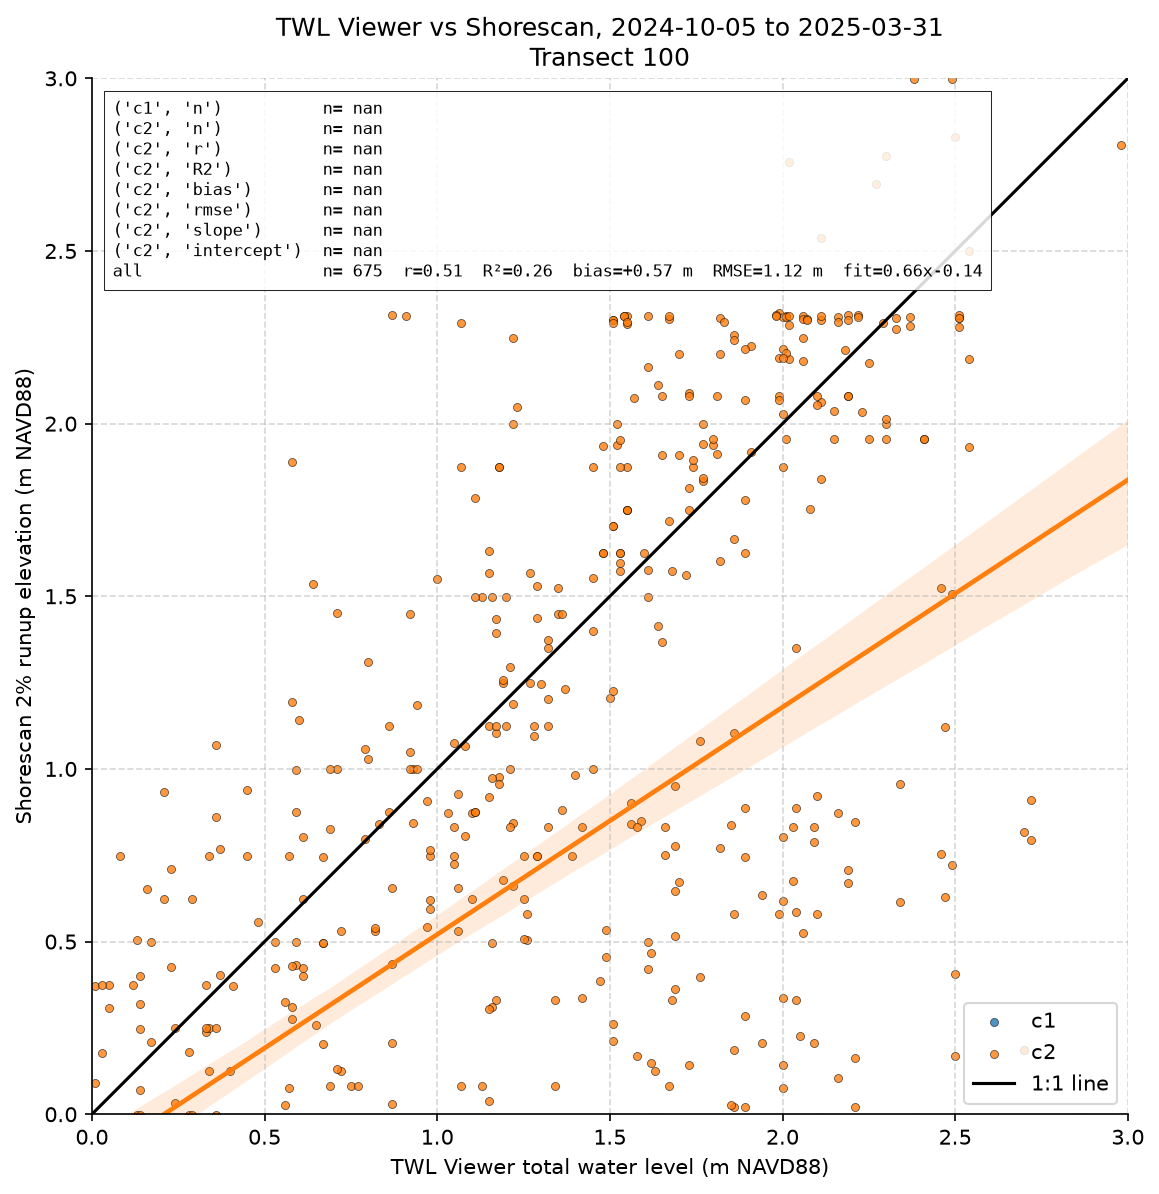 TWL Viewer vs Shorescan, 2024-10-05 to 2025-03-31
Transect 100
3.0
('c1', 'n') n= nan
('c2', 'n') n= nan
('c2', 'r') n= nan
('c2', 'R2') n= nan
('c2', 'bias') n= nan
('c2', 'rmse') n= nan
('c2', 'slope') n= nan
('c2', 'intercept') n= nan
all n= 675 r=0.51 R²=0.26 bias=+0.57 m RMSE=1.12 m fit=0.66x-0.14
2.5
2.0
1.5
1.0
0.5
0.0
Shorescan 2% runup elevation (m NAVD88)
c1
c2
1:1 line
0.0 0.5 1.0 1.5 2.0 2.5 3.0
TWL Viewer total water level (m NAVD88)